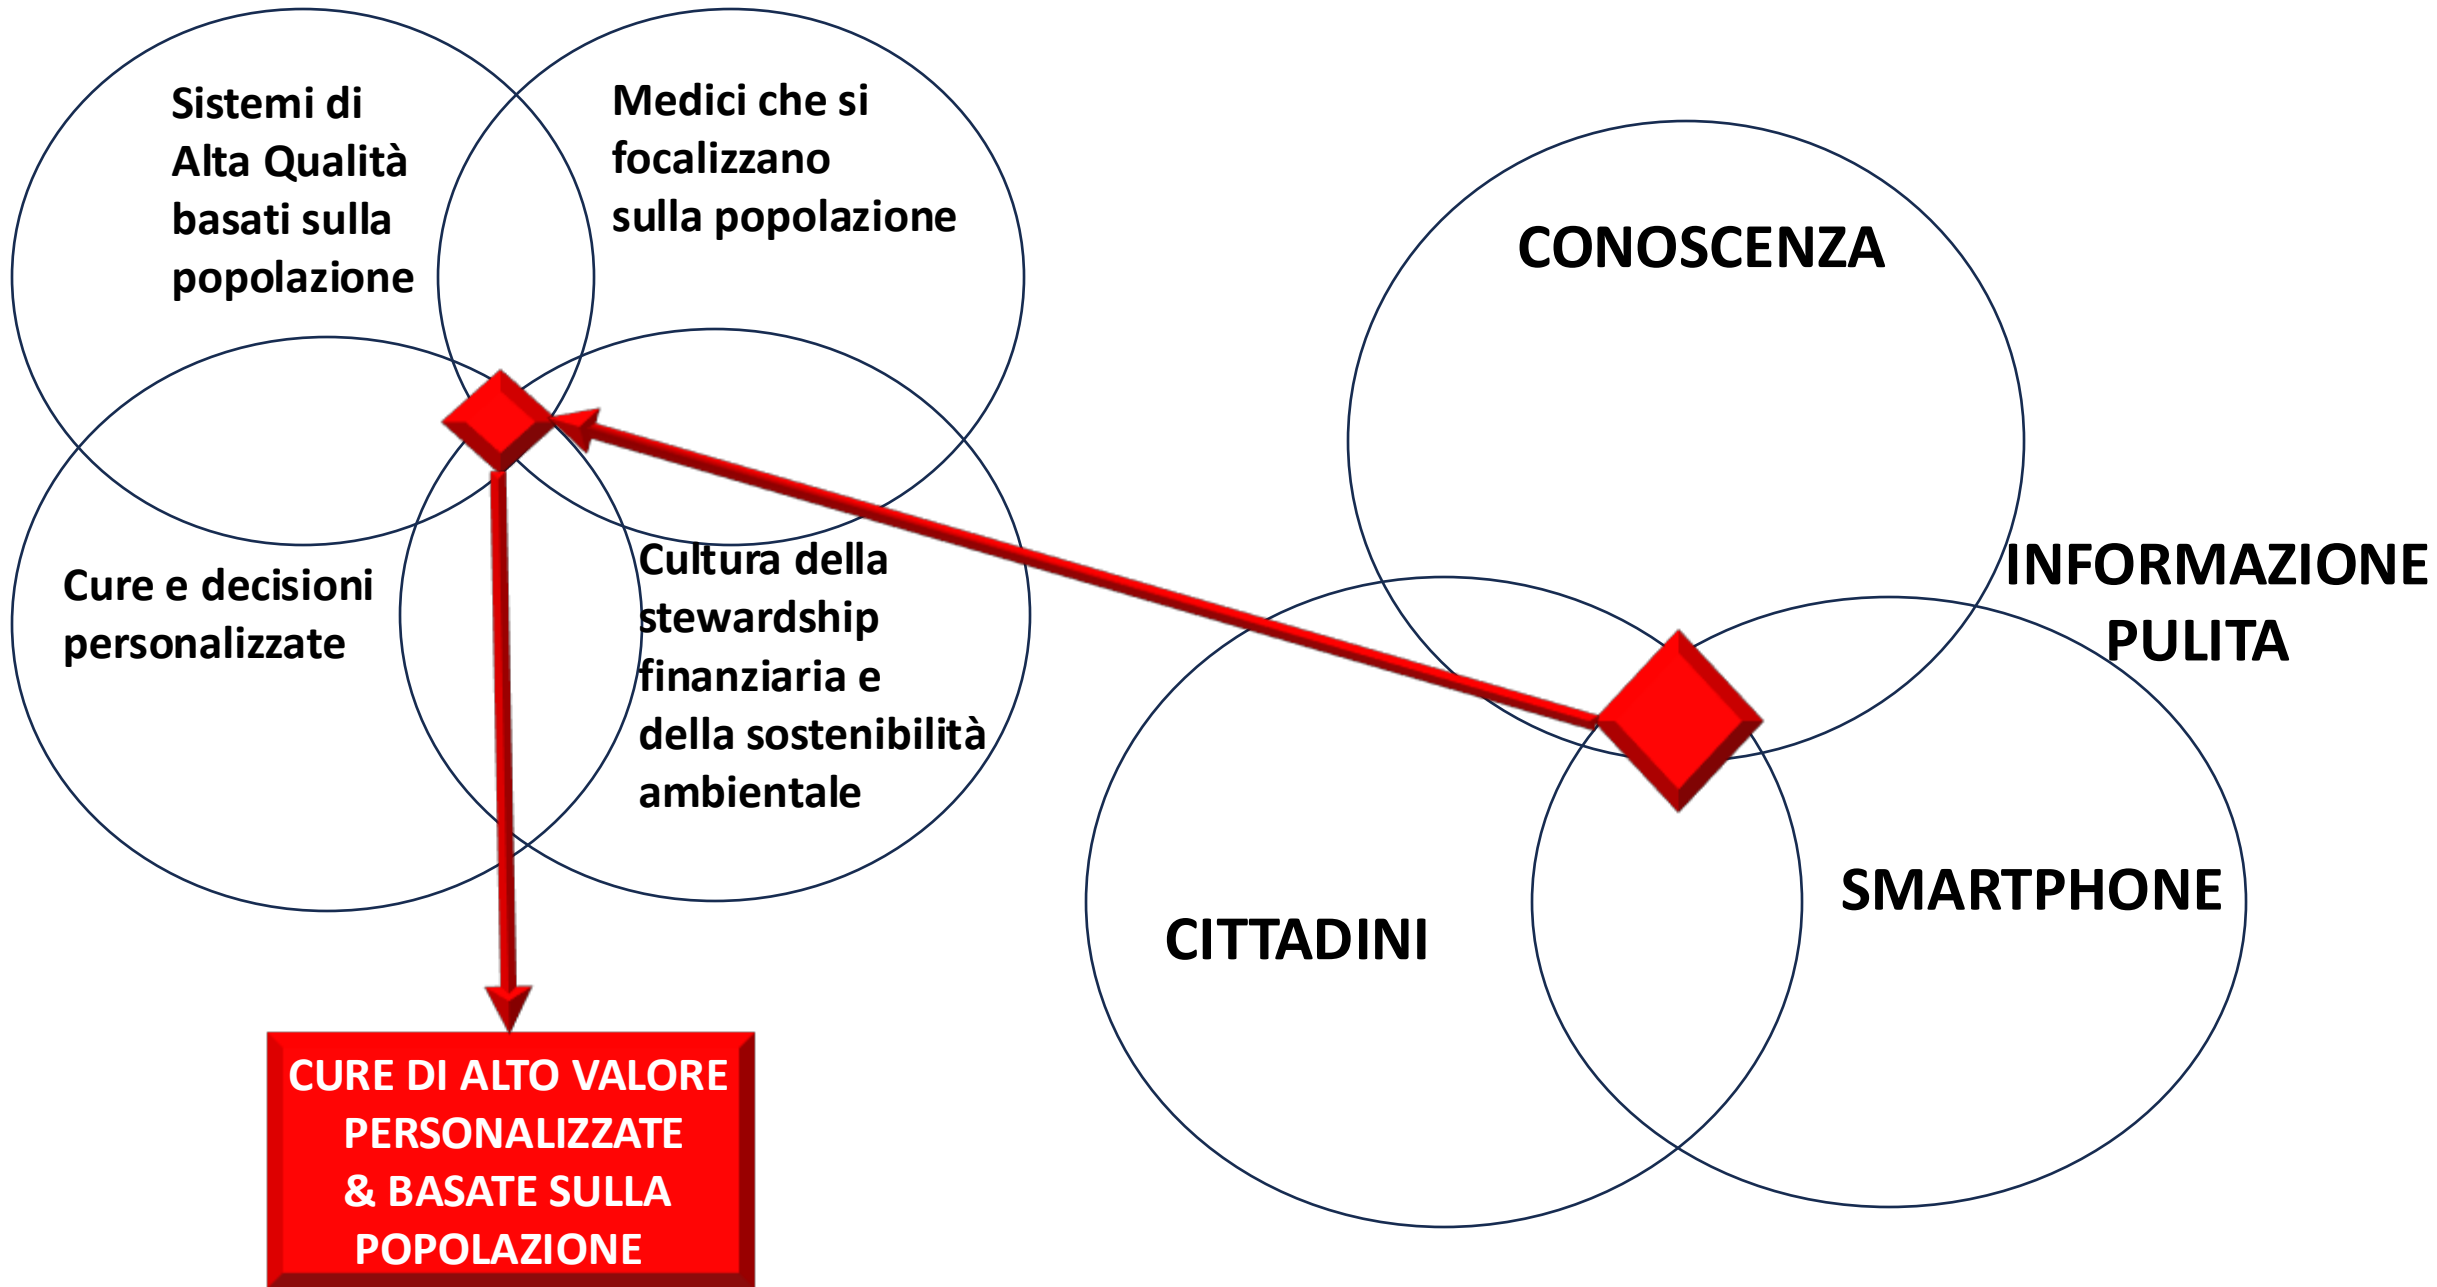 Sistemi di
Alta Qualità
basati sulla
popolazione
Medici che si
focalizzano
sulla popolazione
Cure e decisioni
personalizzate
Cultura della
stewardship
finanziaria e
della sostenibilità
ambientale
CURE DI ALTO VALORE
PERSONALIZZATE
& BASATE SULLA
POPOLAZIONE
CONOSCENZA
INFORMAZIONE
PULITA
CITTADINI
SMARTPHONE